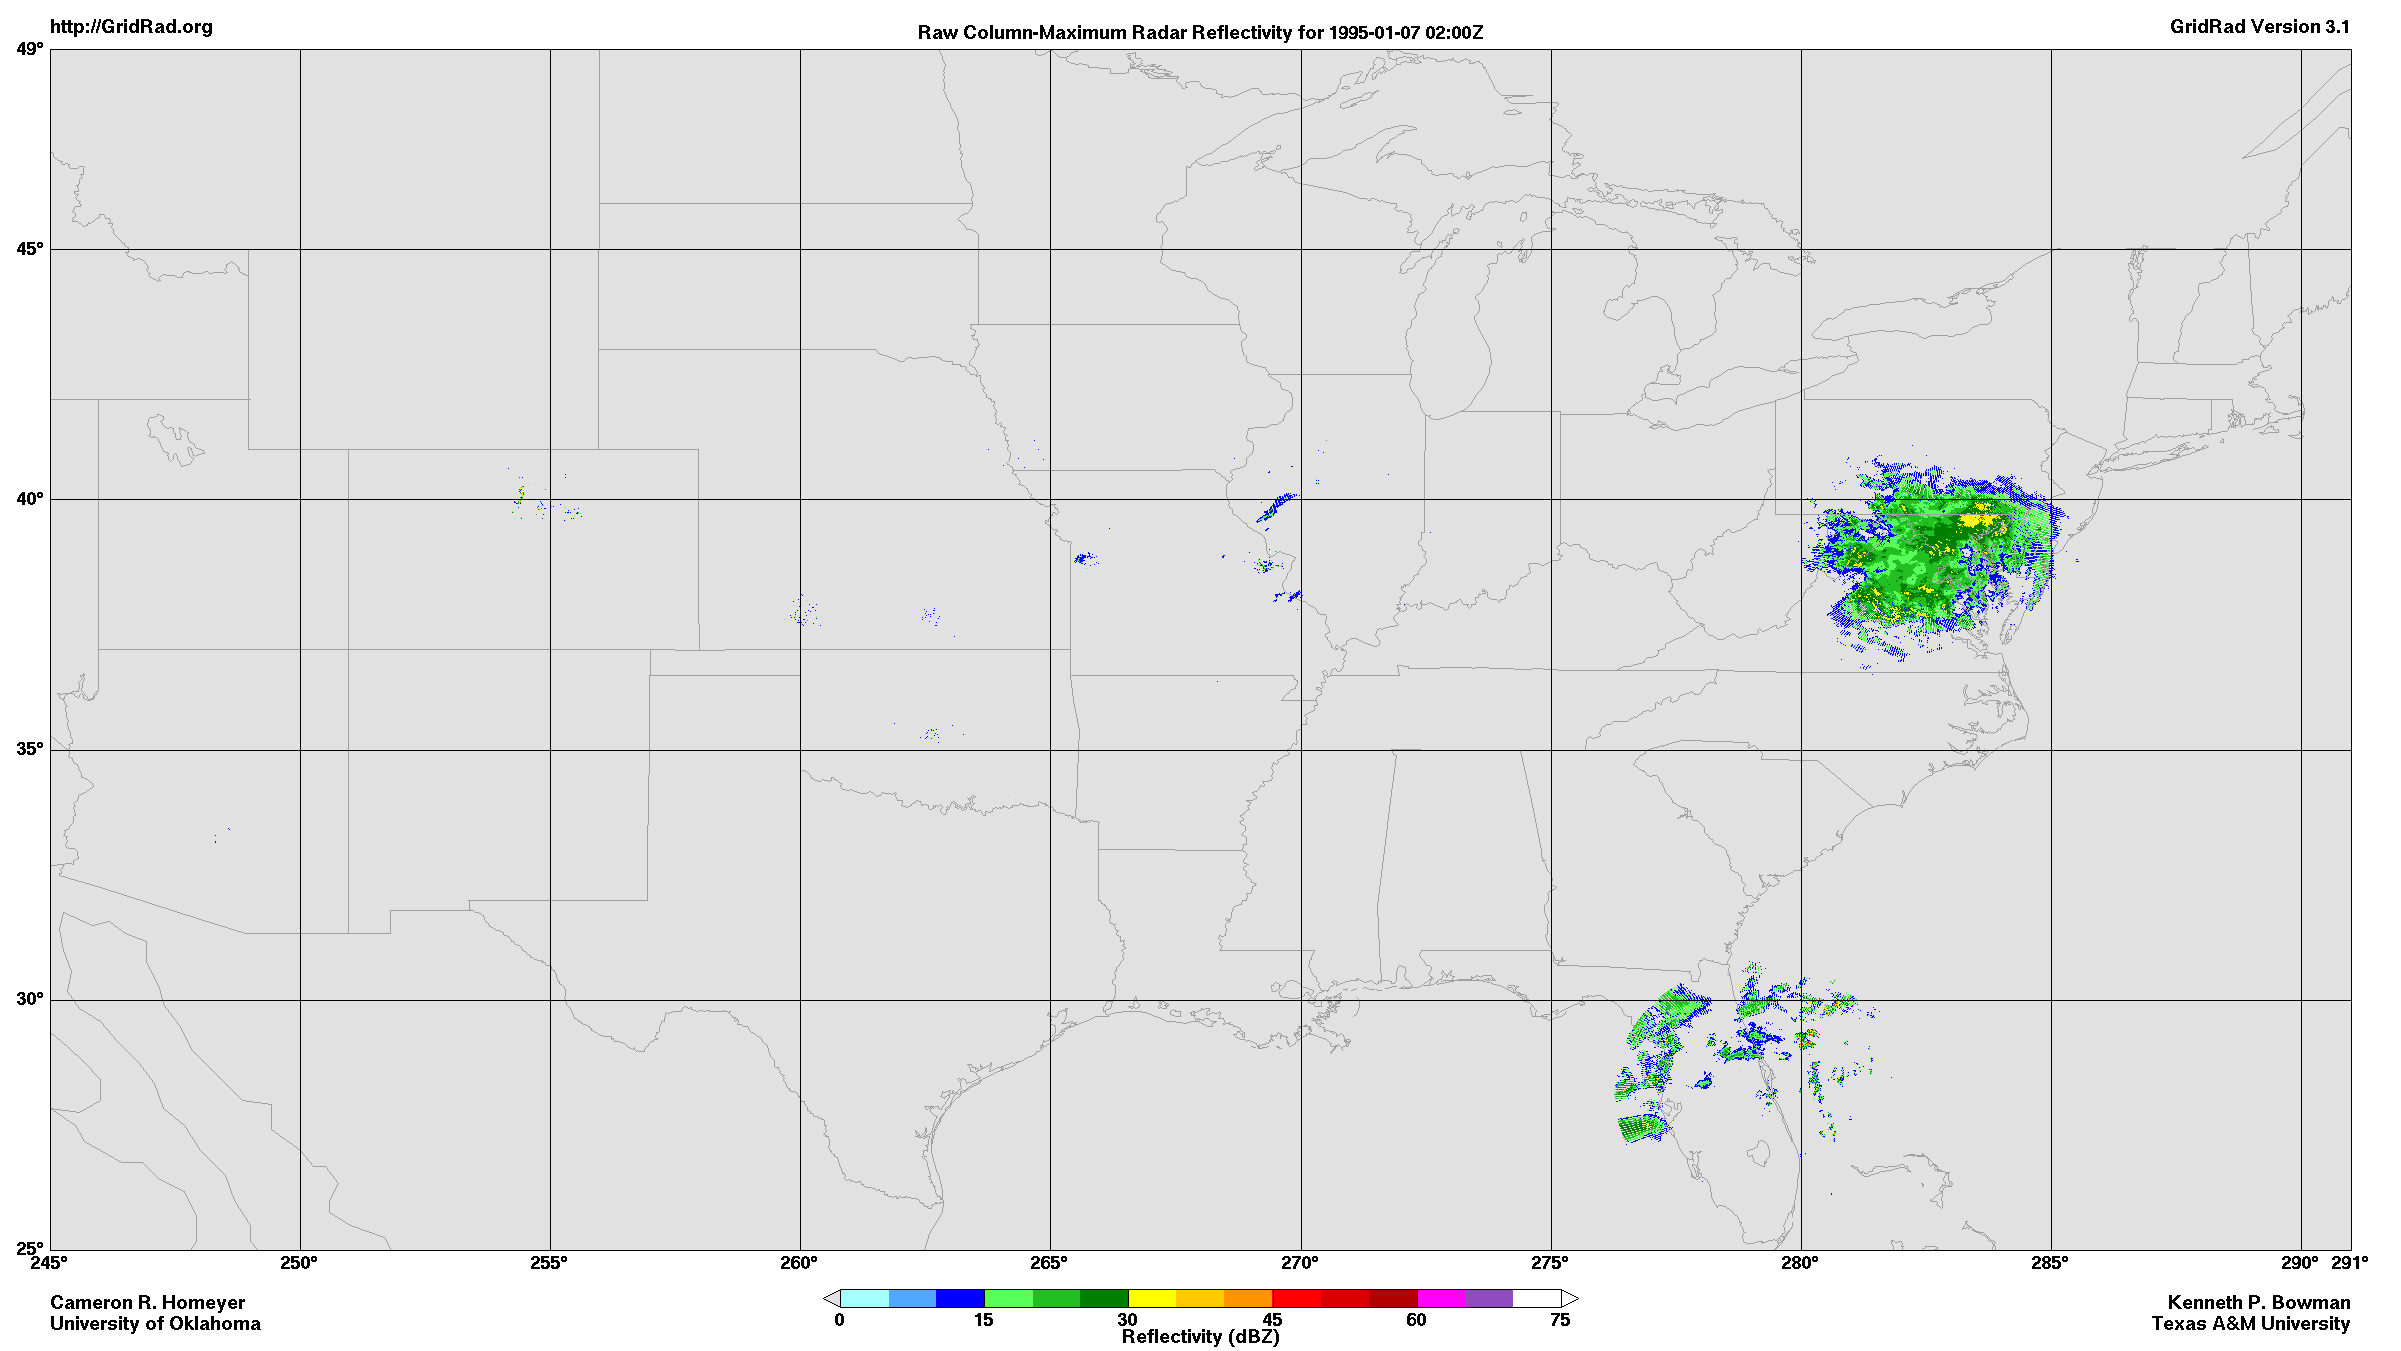 http://GridRad.org
Raw Column-Maximum Radar Reflectivity for 1995-01-07 02:00Z
GridRad Version 3.1
49°
45°
40°
35°
30°
25°
245° 250° 255° 260° 265° 270° 275° 280° 285° 290° 291°
0 15 30 45 60 75
Reflectivity (dBZ)
Cameron R. Homeyer
University of Oklahoma
Kenneth P. Bowman
Texas A&M University